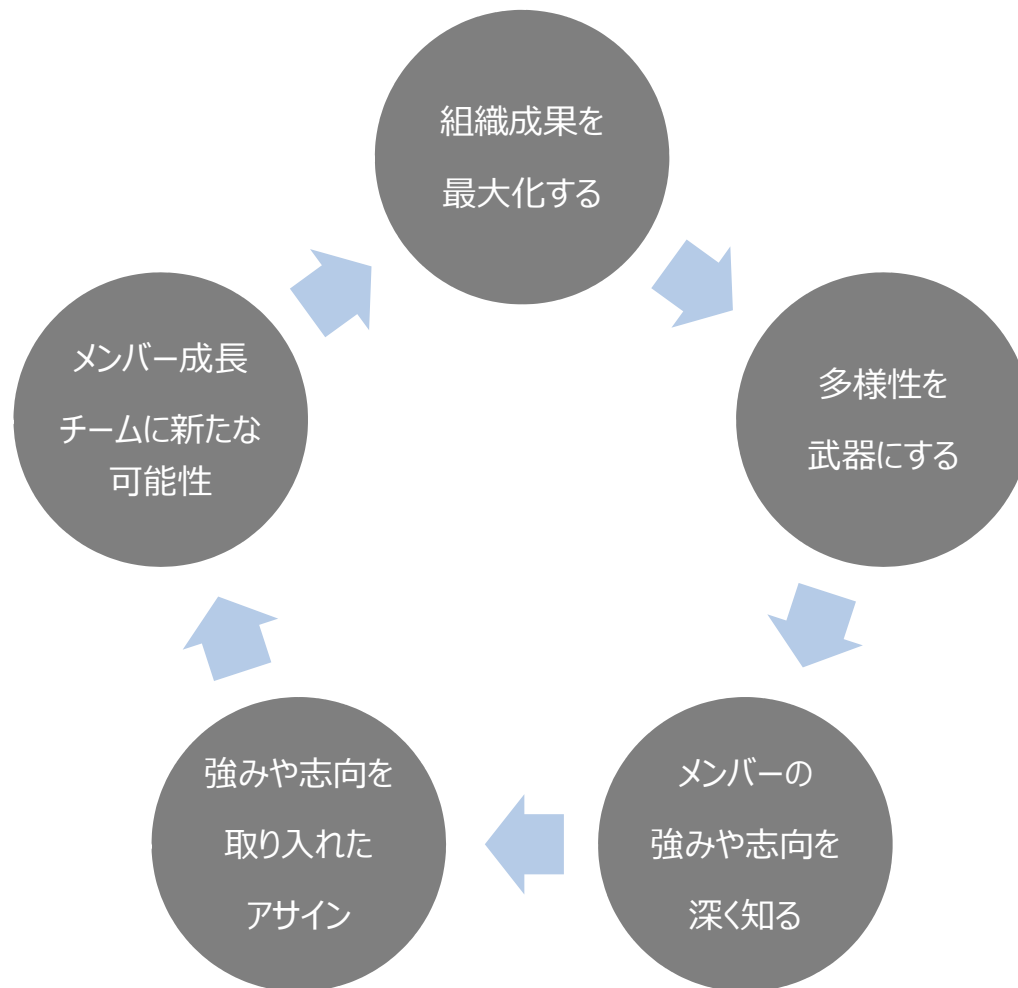 組織成果を
最大化する
多様性を
武器にする
メンバーの
強みや志向を
深く知る
強みや志向を
取り入れた
アサイン
メンバー成長
チームに新たな
可能性